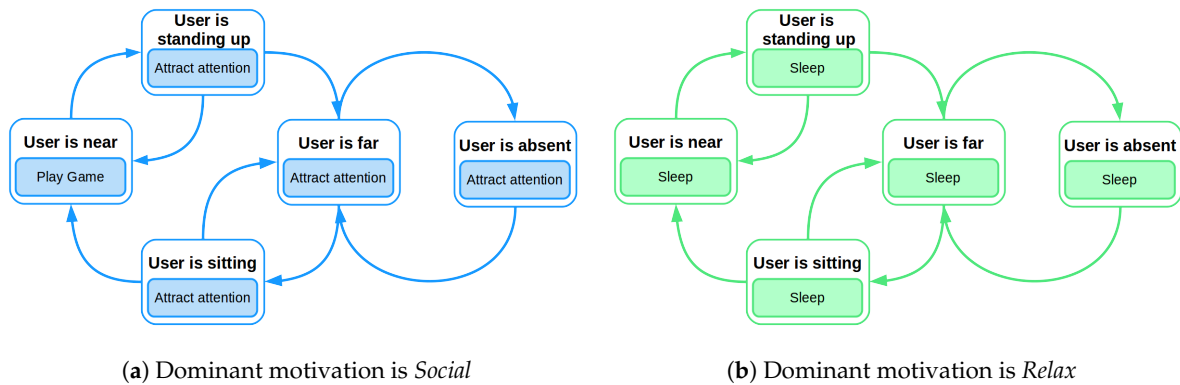 User is
standing up
Attract attention
User is near
Play Game
User is far
Attract attention
User is absent
Attract attention
User is sitting
Attract attention
(a) Dominant motivation is Social
User is
standing up
Sleep
User is near
Sleep
User is far
Sleep
User is absent
Sleep
User is sitting
Sleep
(b) Dominant motivation is Relax